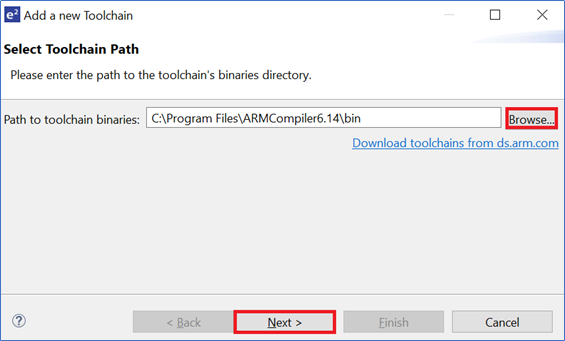 e² Add a new Toolchain
Select Toolchain Path
Please enter the path to the toolchain's binaries directory.
Path to toolchain binaries: C:\Program Files\ARMCompiler6.14\bin Browse...
Download toolchains from ds.arm.com
? < Back Next > Finish Cancel